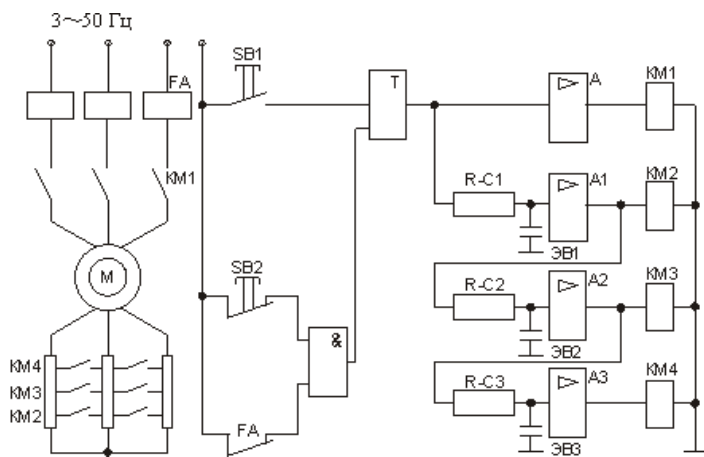 3~50 Гц
FA
SB1
T
A
KM1
KM1
R-C1
A1
KM2
ЭВ1
M
SB2
R-C2
A2
KM3
ЭВ2
&
KM4
KM3
KM2
FA
R-C3
A3
KM4
ЭВ3